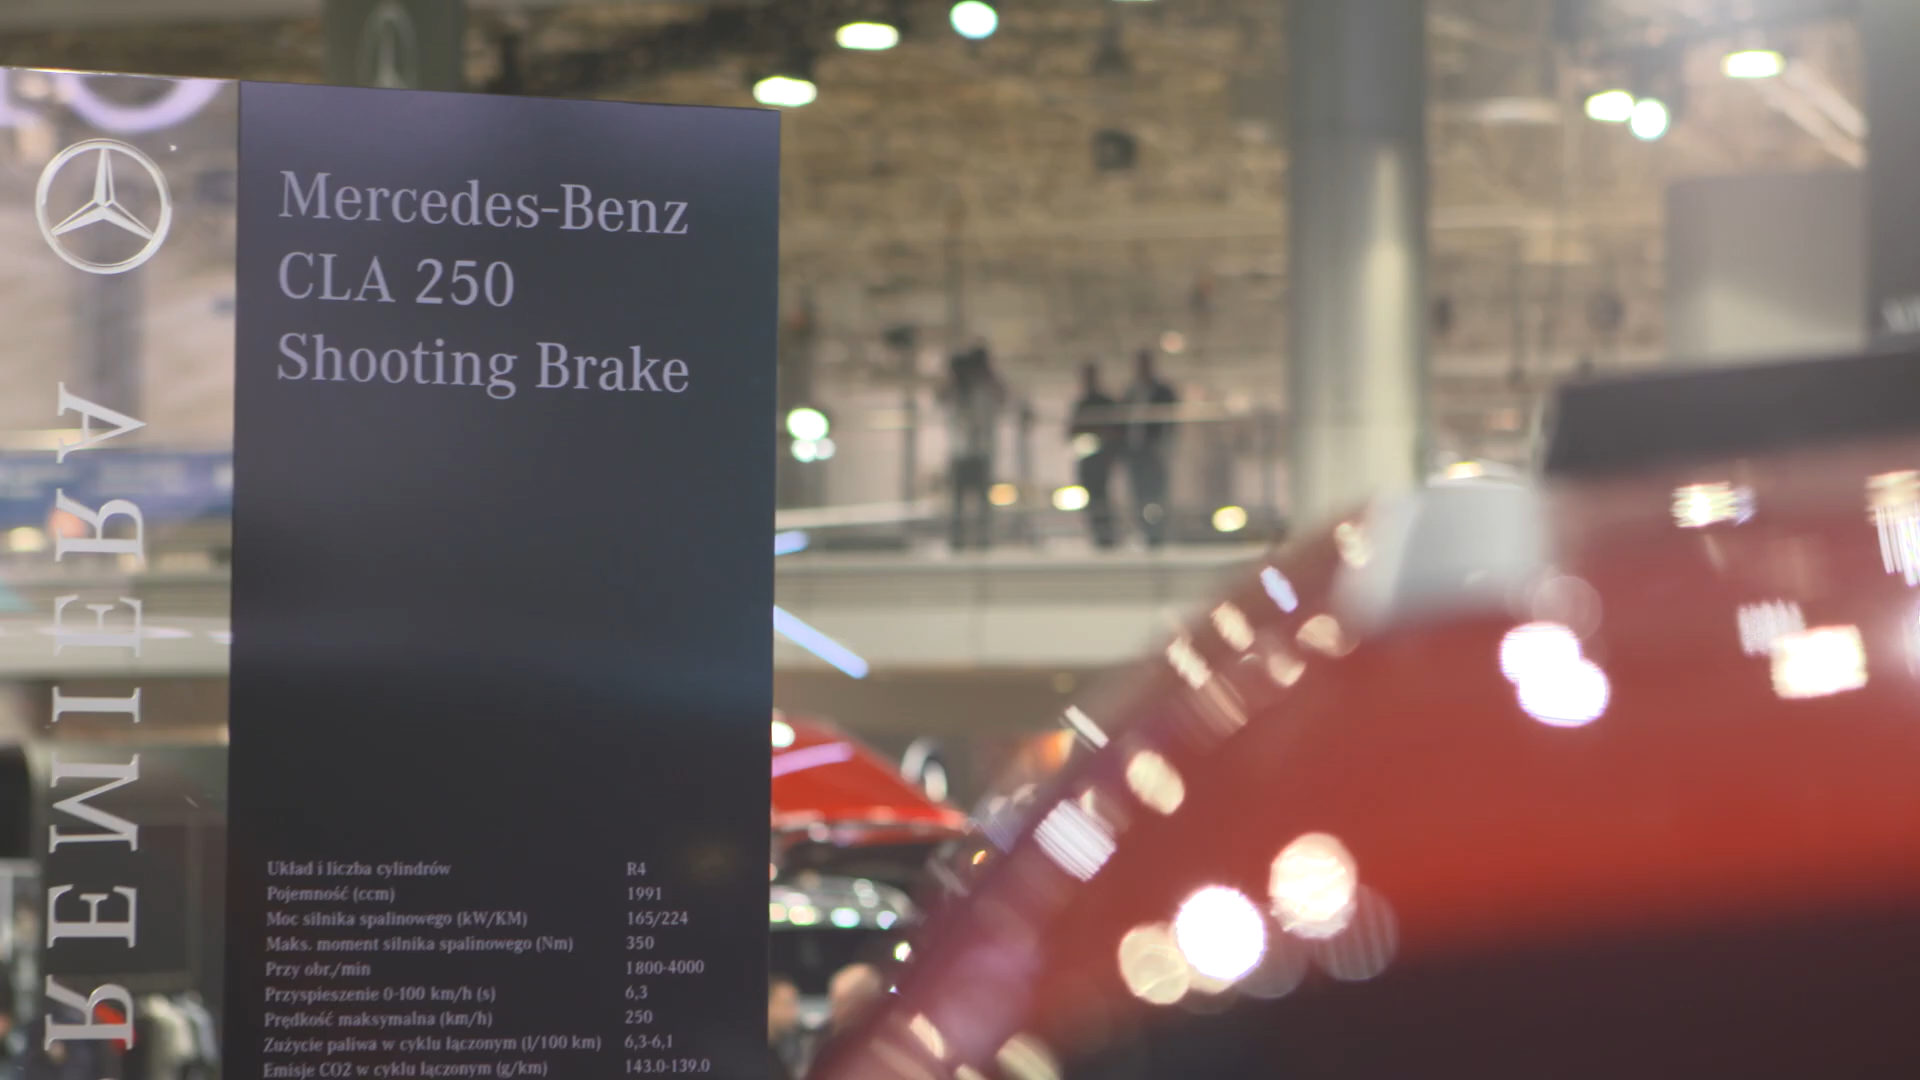 Mercedes-Benz
CLA 250
Shooting Brake
PREMIERA
Układ i liczba cylindrów R4
Pojemność (ccm) 1991
Moc silnika spalinowego (kW/KM) 165/224
Maks. moment silnika spalinowego (Nm) 350
Przy obr./min 1800-4000
Przyspieszenie 0-100 km/h (s) 6,3
Prędkość maksymalna (km/h) 250
Zużycie paliwa w cyklu łączonym (l/100 km) 6,3-6,1
Emisje CO2 w cyklu łączonym (g/km) 143.0-139.0